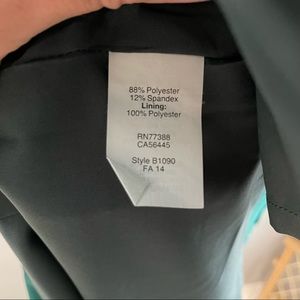 88% Polyester
12% Spandex
Lining:
100% Polyester
RN77388
CA56445
Style B1090
FA 14